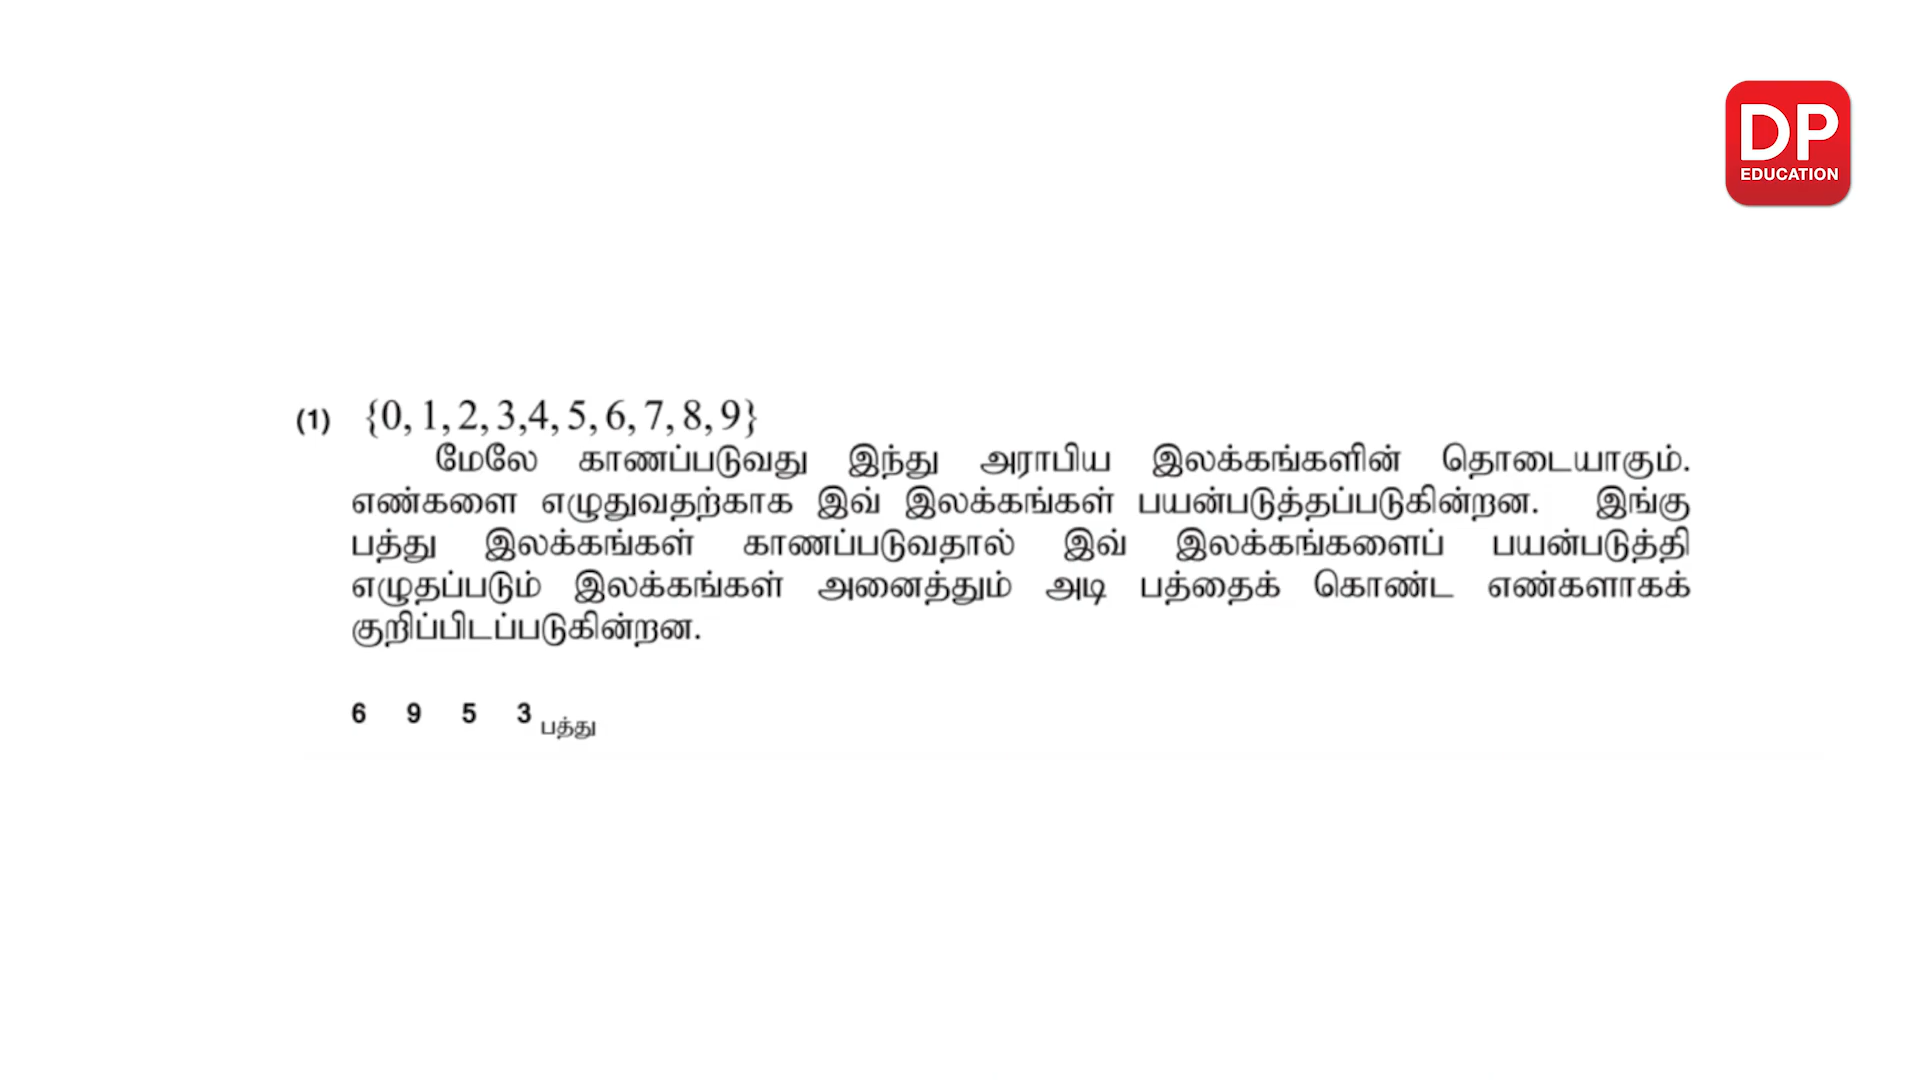 DP
EDUCATION
(1) {0, 1, 2, 3,4, 5, 6, 7, 8, 9}
மேலே காணப்படுவது இந்து அராபிய இலக்கங்களின் தொடையாகும்.
எண்களை எழுதுவதற்காக இவ் இலக்கங்கள் பயன்படுத்தப்படுகின்றன. இங்கு
பத்து இலக்கங்கள் காணப்படுவதால் இவ் இலக்கங்களைப் பயன்படுத்தி
எழுதப்படும் இலக்கங்கள் அனைத்தும் அடி பத்தைக் கொண்ட எண்களாகக்
குறிப்பிடப்படுகின்றன.
6 9 5 3 பத்து